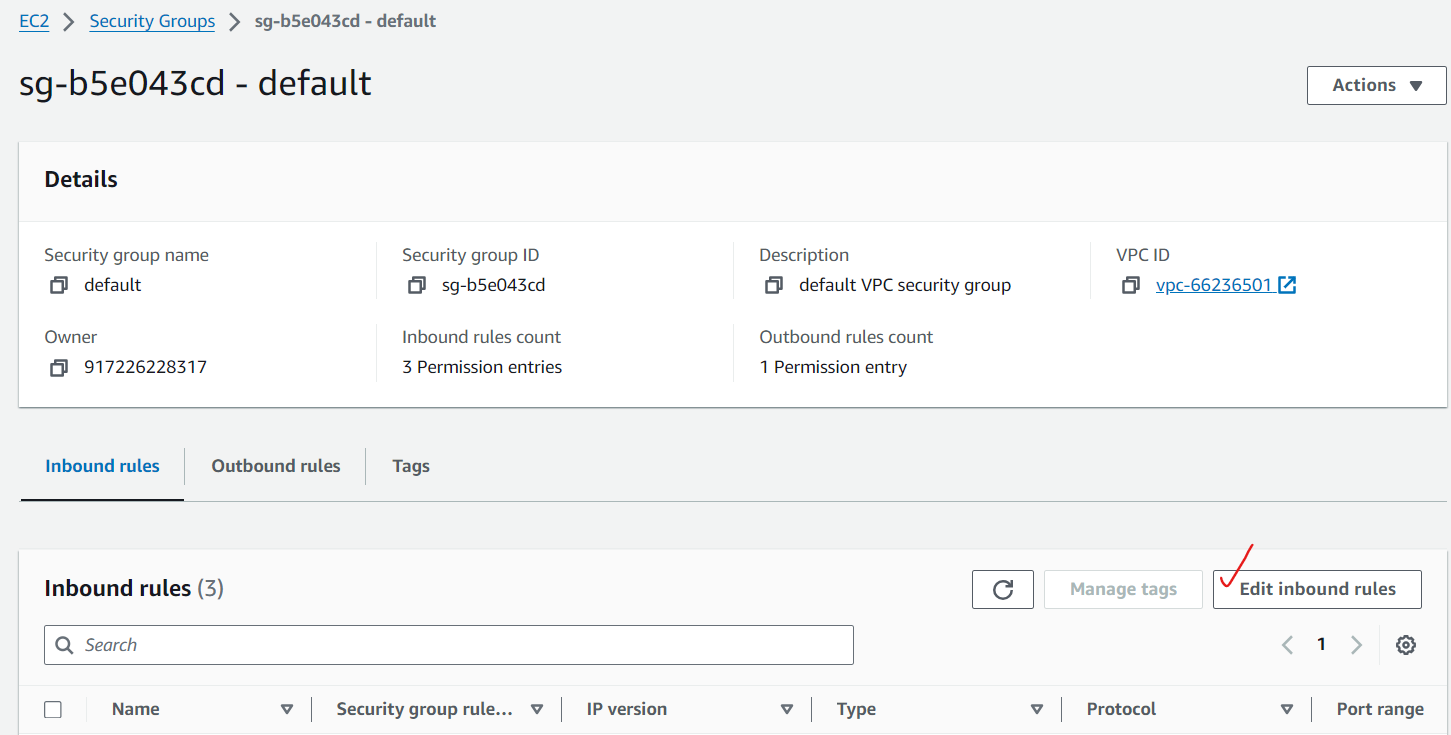 EC2 > Security Groups > sg-b5e043cd - default
sg-b5e043cd - default
Actions
Details
Security group name
default
Security group ID
sg-b5e043cd
Description
default VPC security group
VPC ID
vpc-66236501
Owner
917226228317
Inbound rules count
3 Permission entries
Outbound rules count
1 Permission entry
Inbound rules Outbound rules Tags
Inbound rules (3) Manage tags Edit inbound rules
Search 1
Name Security group rule... IP version Type Protocol Port range